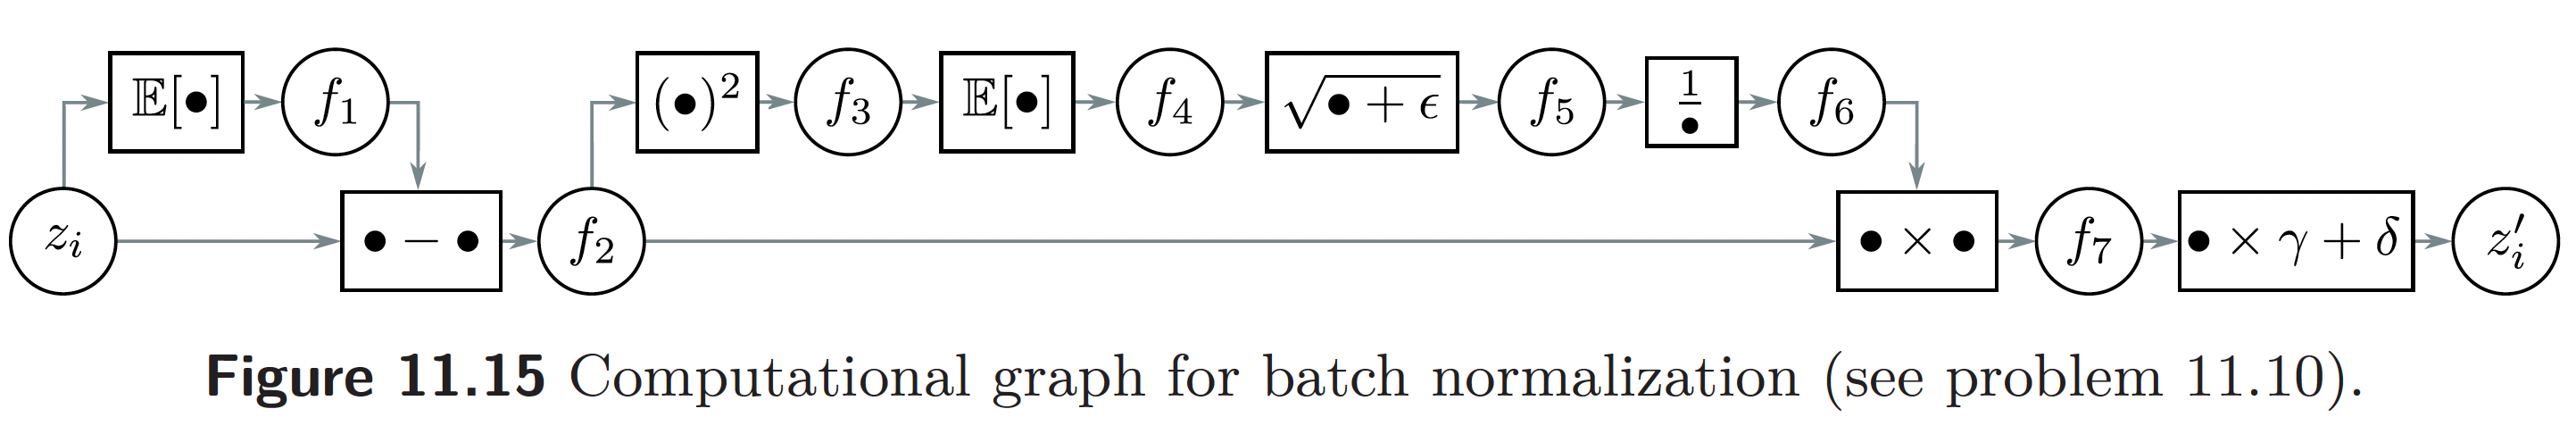 𝔼[•] f₁ (•)² f₃ 𝔼[•] f₄ √(• + ϵ) f₅ 1/• f₆
zᵢ • − • f₂ • × • f₇ • × γ + δ z′ᵢ
Figure 11.15 Computational graph for batch normalization (see problem 11.10).